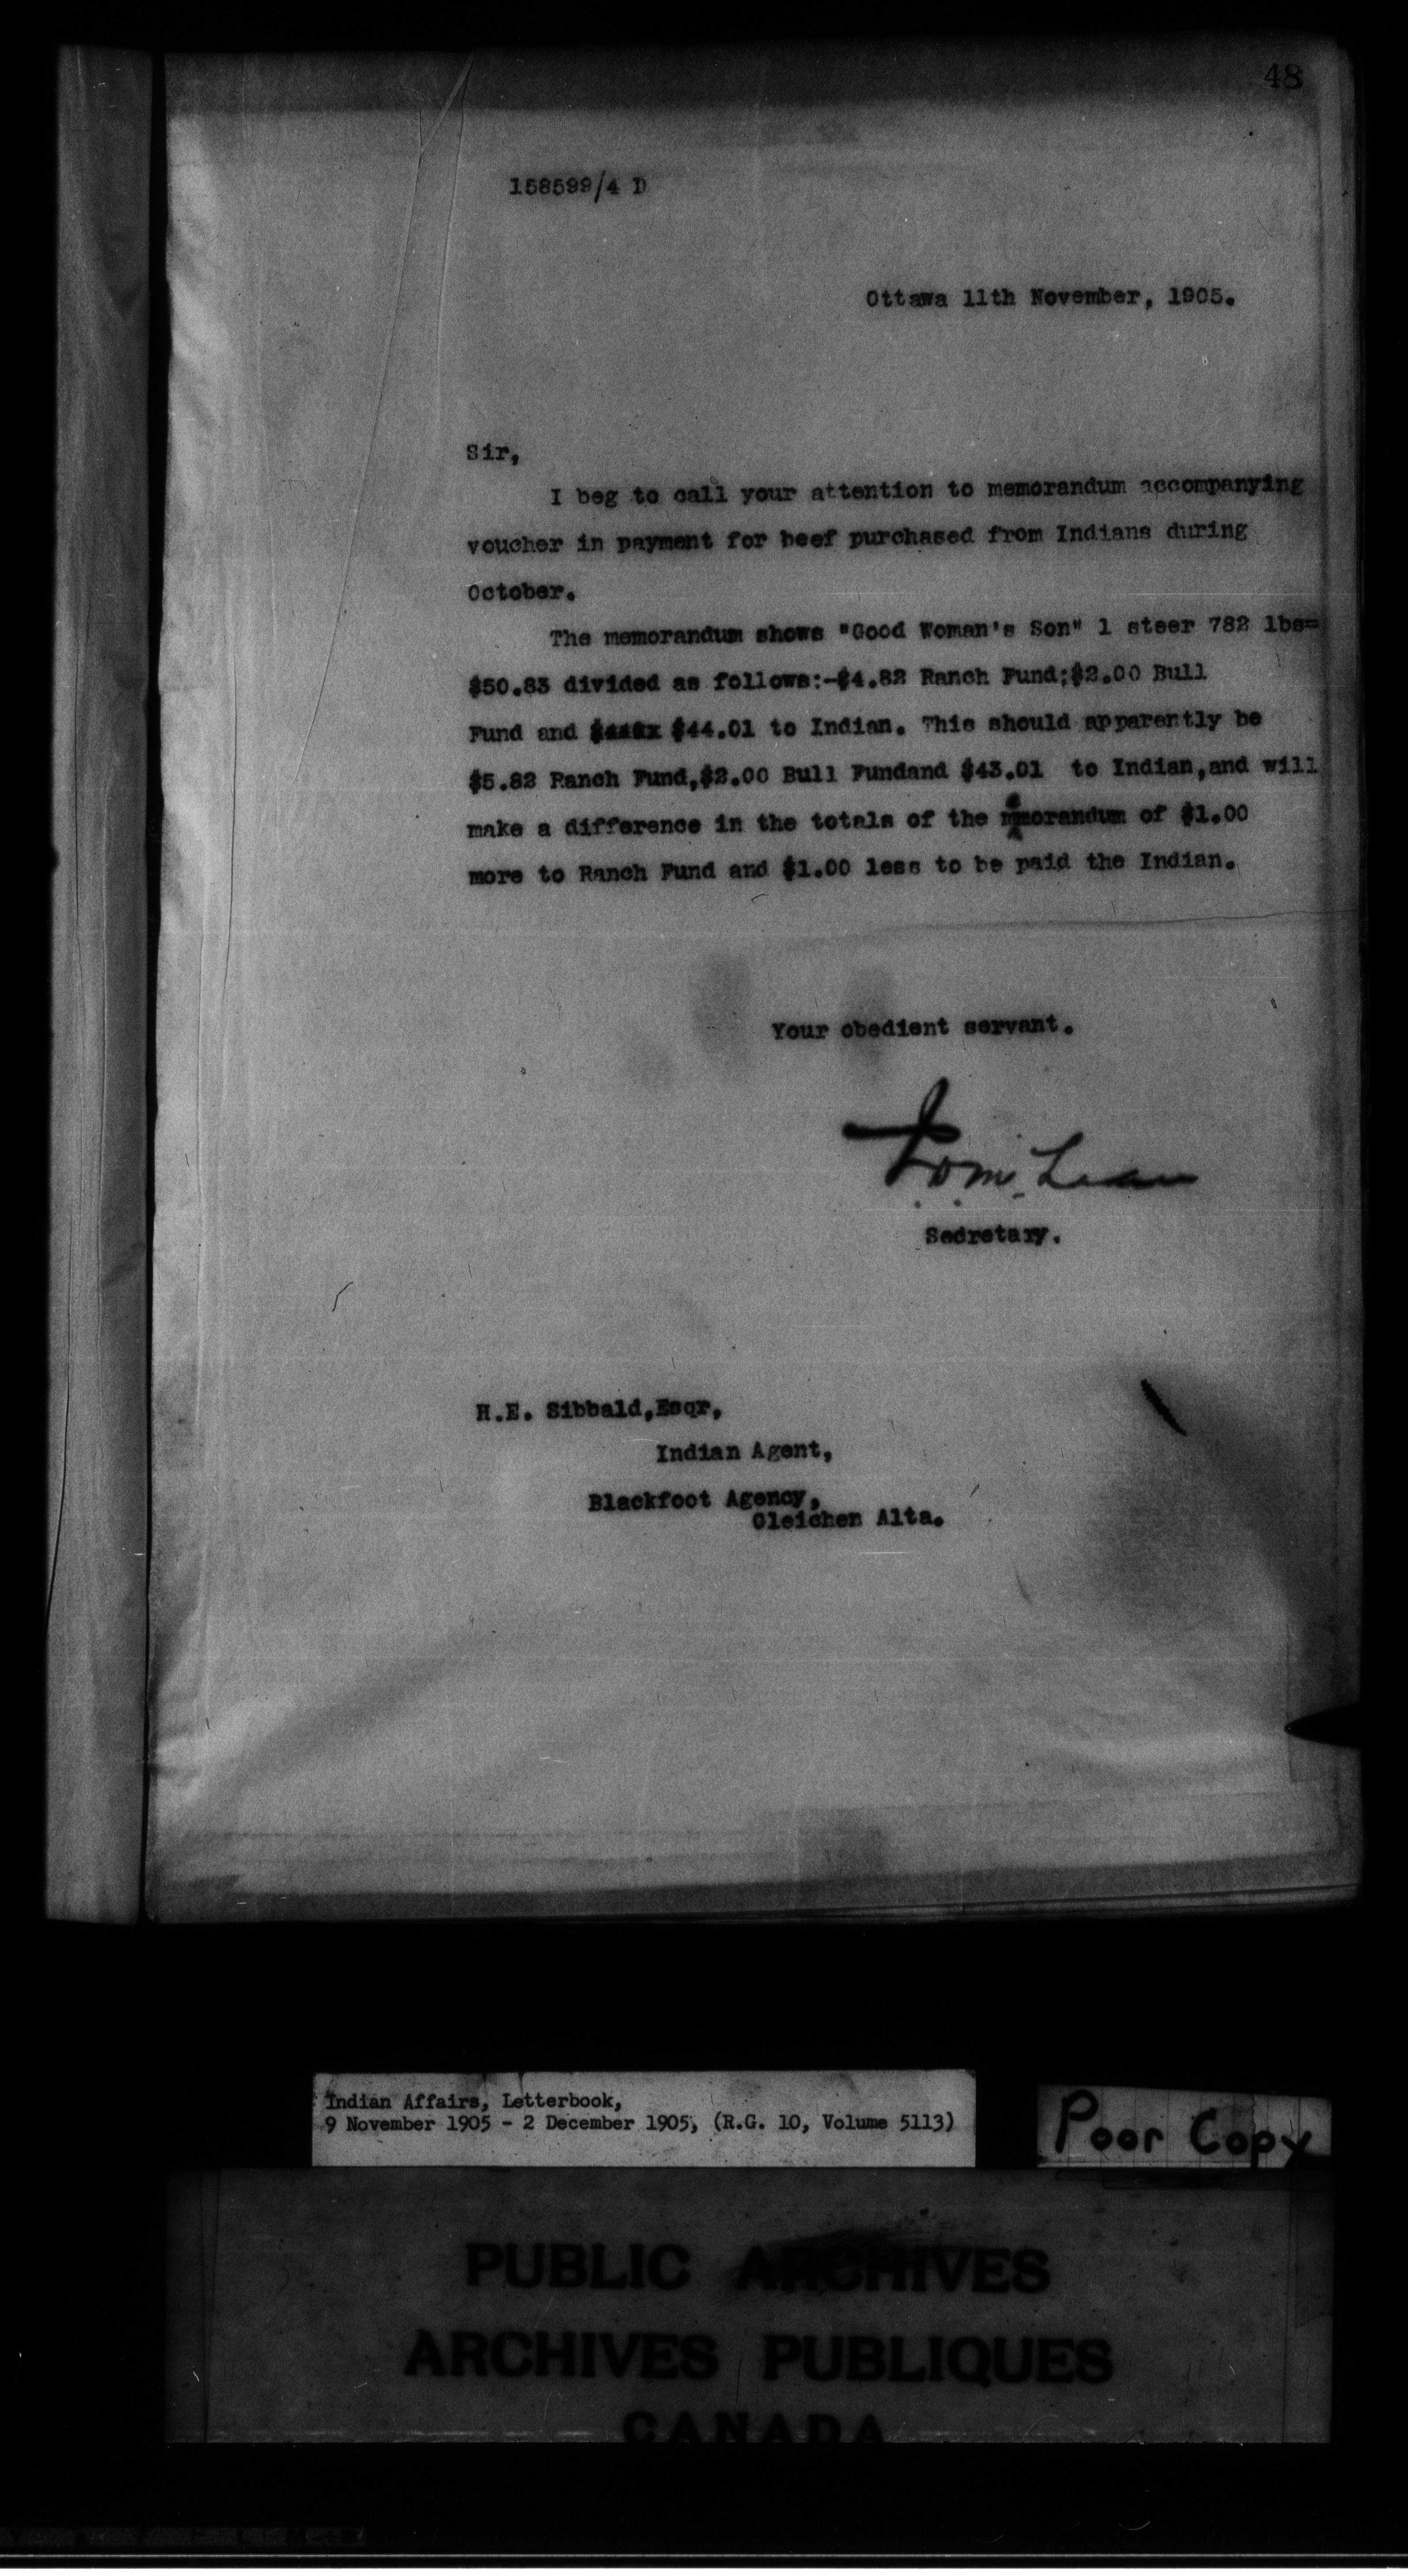 48
158599/4 D
Ottawa 11th November, 1905.
Sir,
I beg to call your attention to memorandum accompanying
voucher in payment for beef purchased from Indians during
October.
The memorandum shows "Good Woman's Son" 1 steer 782 lbs=
$50.83 divided as follows:-$4.82 Ranch Fund;$2.00 Bull
Fund and $44.01 to Indian. This should apparently be
$5.82 Ranch Fund,$2.00 Bull Fundand $43.01 to Indian,and will
make a difference in the totals of the memorandum of $1.00
more to Ranch Fund and $1.00 less to be paid the Indian.
Your obedient servant.
Secretary.
H.E. Sibbald,Esqr,
Indian Agent,
Blackfoot Agency,
Gleichen Alta.
Indian Affairs, Letterbook,
9 November 1905 - 2 December 1905, (R.G. 10, Volume 5113)
Poor Copy
PUBLIC ARCHIVES
ARCHIVES PUBLIQUES
CANADA